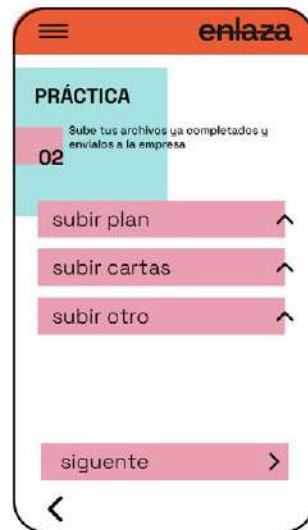 enlaza
PRÁCTICA
02
Sube tus archivos ya completados y
envíalos a la empresa
subir plan
subir cartas
subir otro
siguente